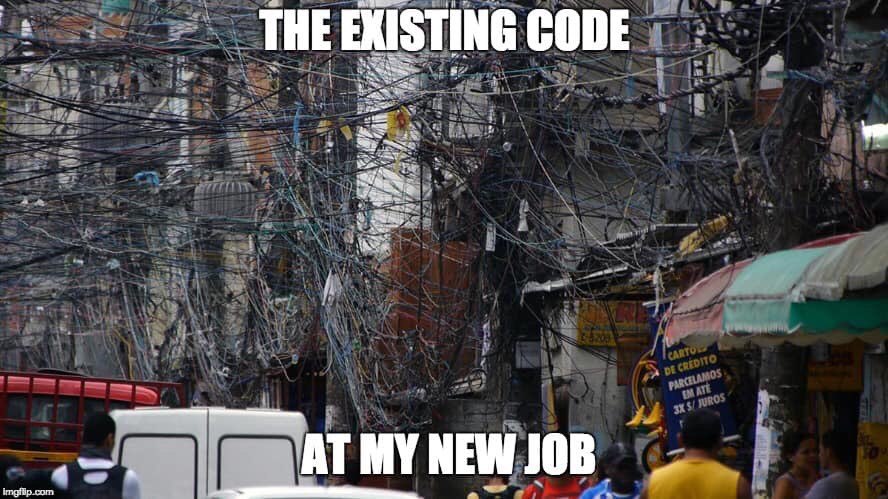 THE EXISTING CODE
CARTÕES
DE CRÉDITO
PARCELAMOS
EM ATÉ
3X S/ JUROS
AT MY NEW JOB
imgflip.com